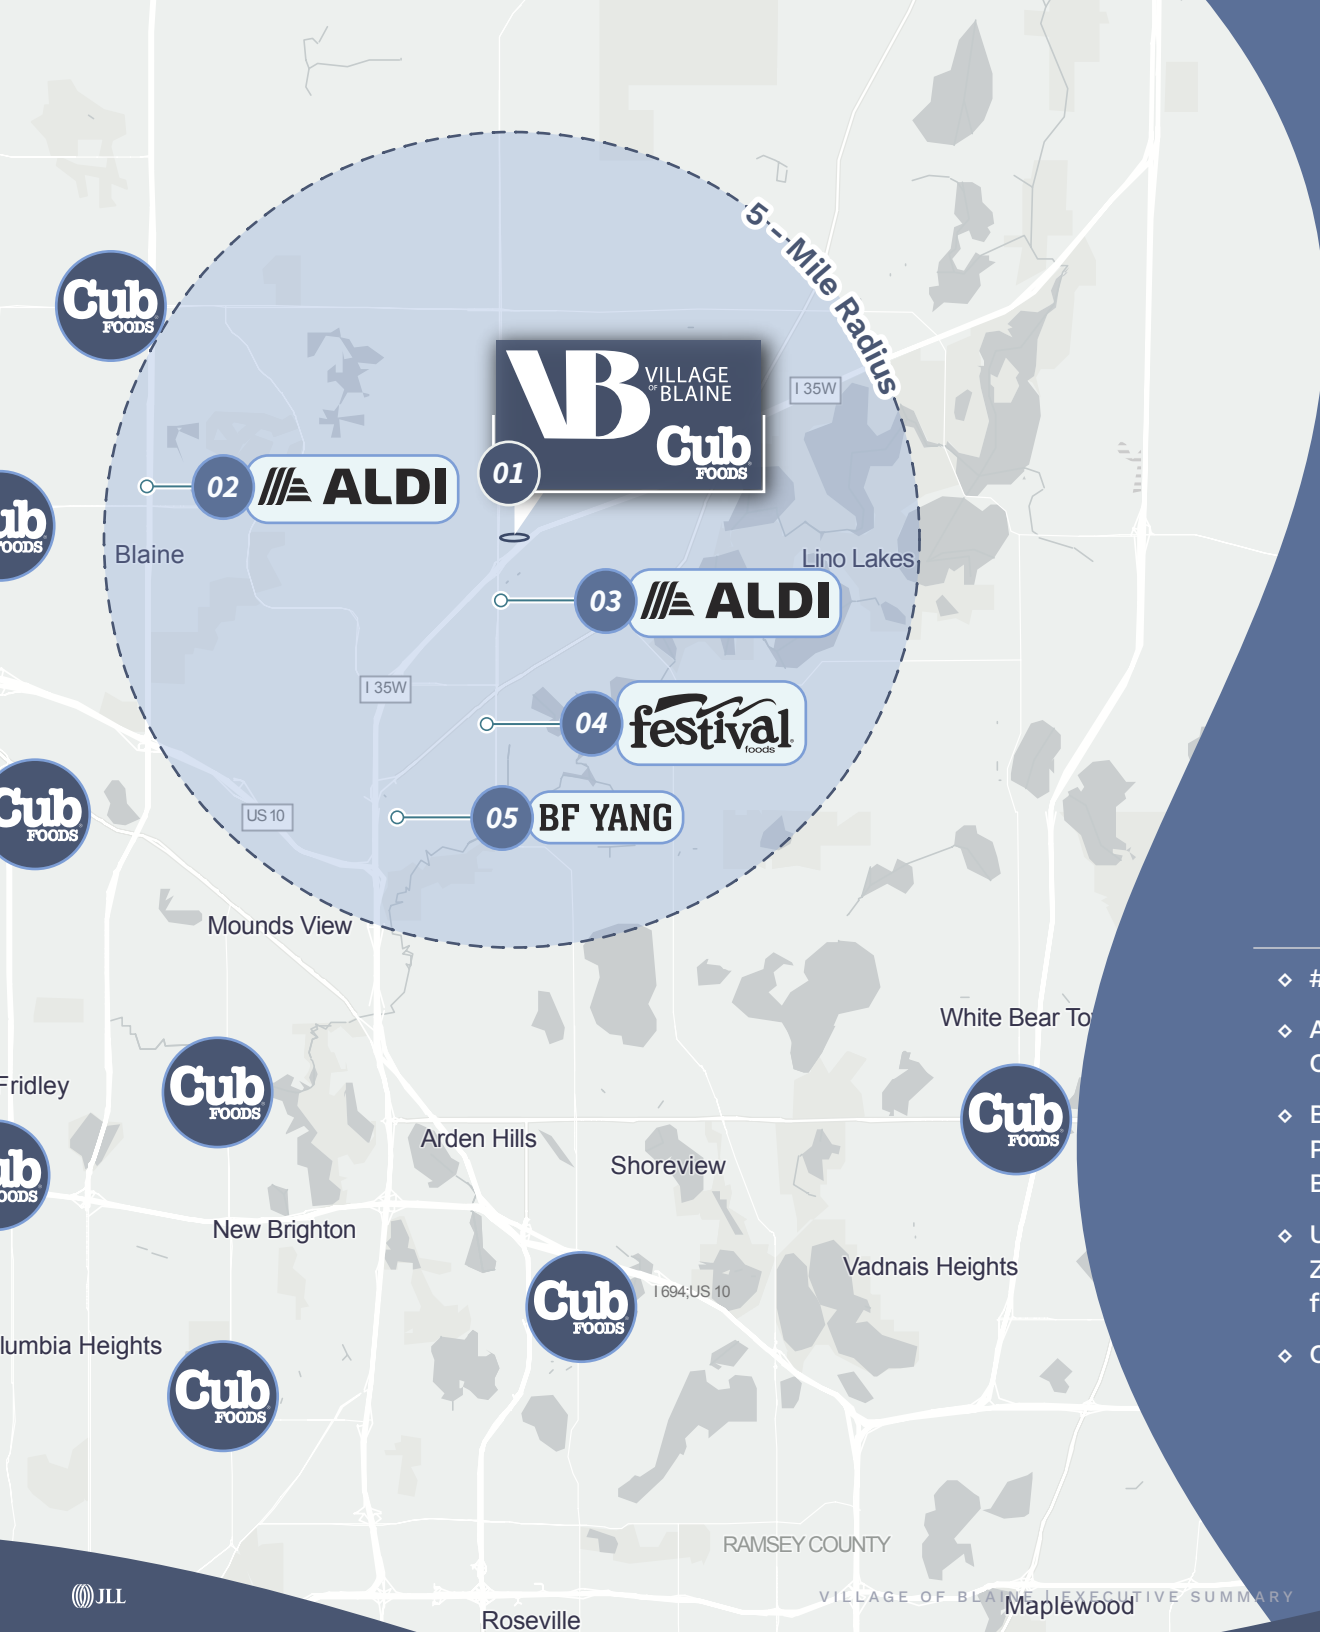 5 - Mile Radius
Cub
FOODS
VB VILLAGE
OF BLAINE
Cub
FOODS
I 35W
01
02 ALDI
ub
FOODS
Blaine
Lino Lakes
03 ALDI
I 35W
04 festival
foods
US 10
05 BF YANG
Cub
FOODS
Mounds View
#
White Bear To
A
C
Cub
FOODS
Fridley
Cub
FOODS
Arden Hills
Shoreview
E
P
E
ub
OODS
New Brighton
U
Z
f
Vadnais Heights
Cub
FOODS
I 694;US 10
lumbia Heights
Cub
FOODS
RAMSEY COUNTY
JLL
VILLAGE OF BLAINE | EXECUTIVE SUMMARY
Maplewood
Roseville